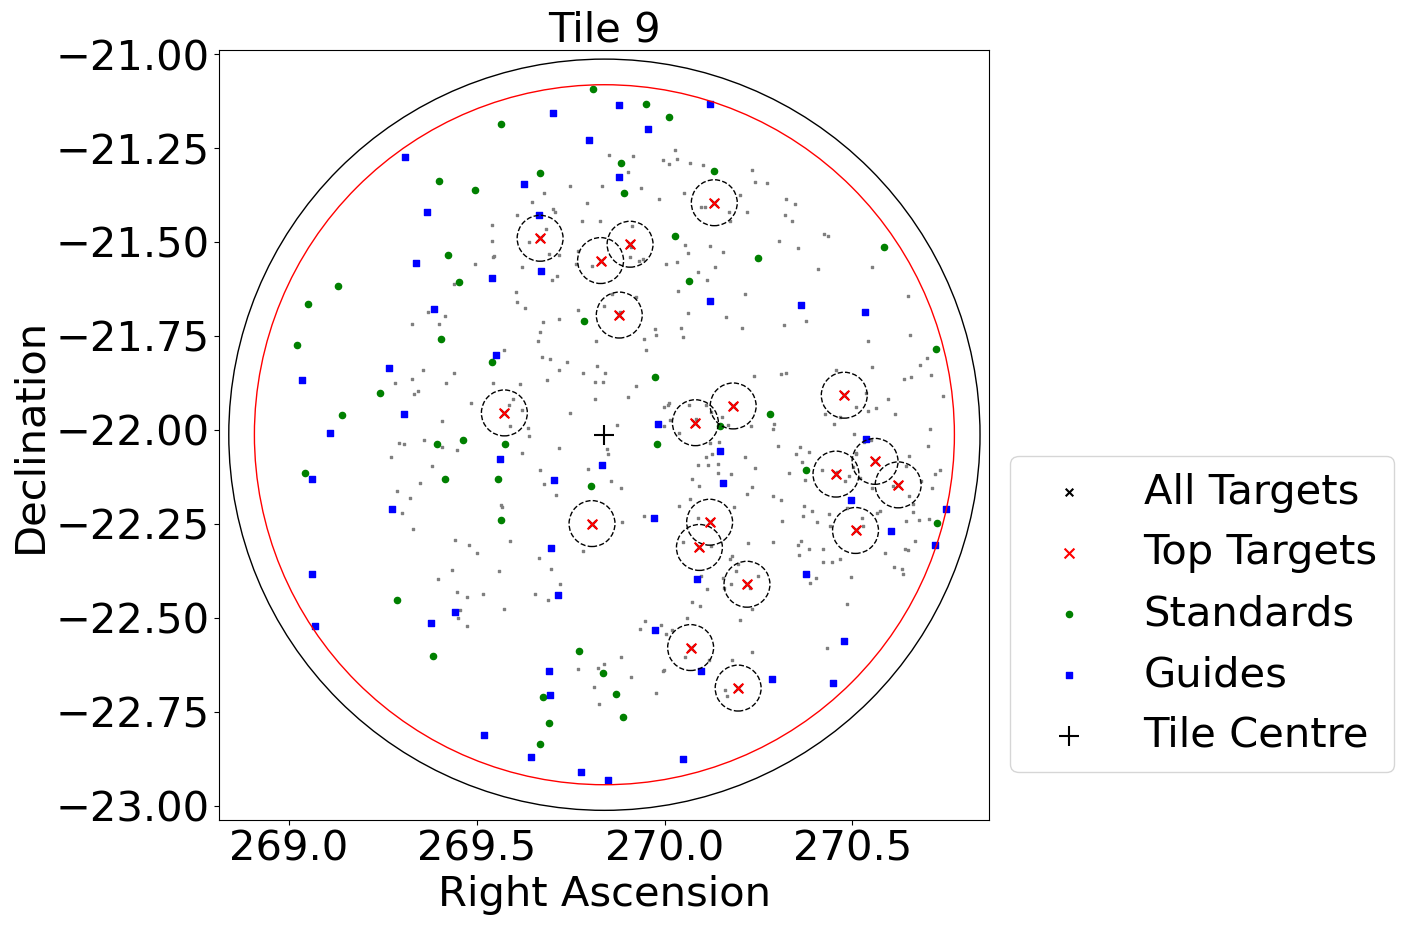 Tile 9
−21.00
−21.25
−21.50
−21.75
−22.00
−22.25
−22.50
−22.75
−23.00
Declination
269.0 269.5 270.0 270.5
Right Ascension
All Targets
Top Targets
Standards
Guides
Tile Centre